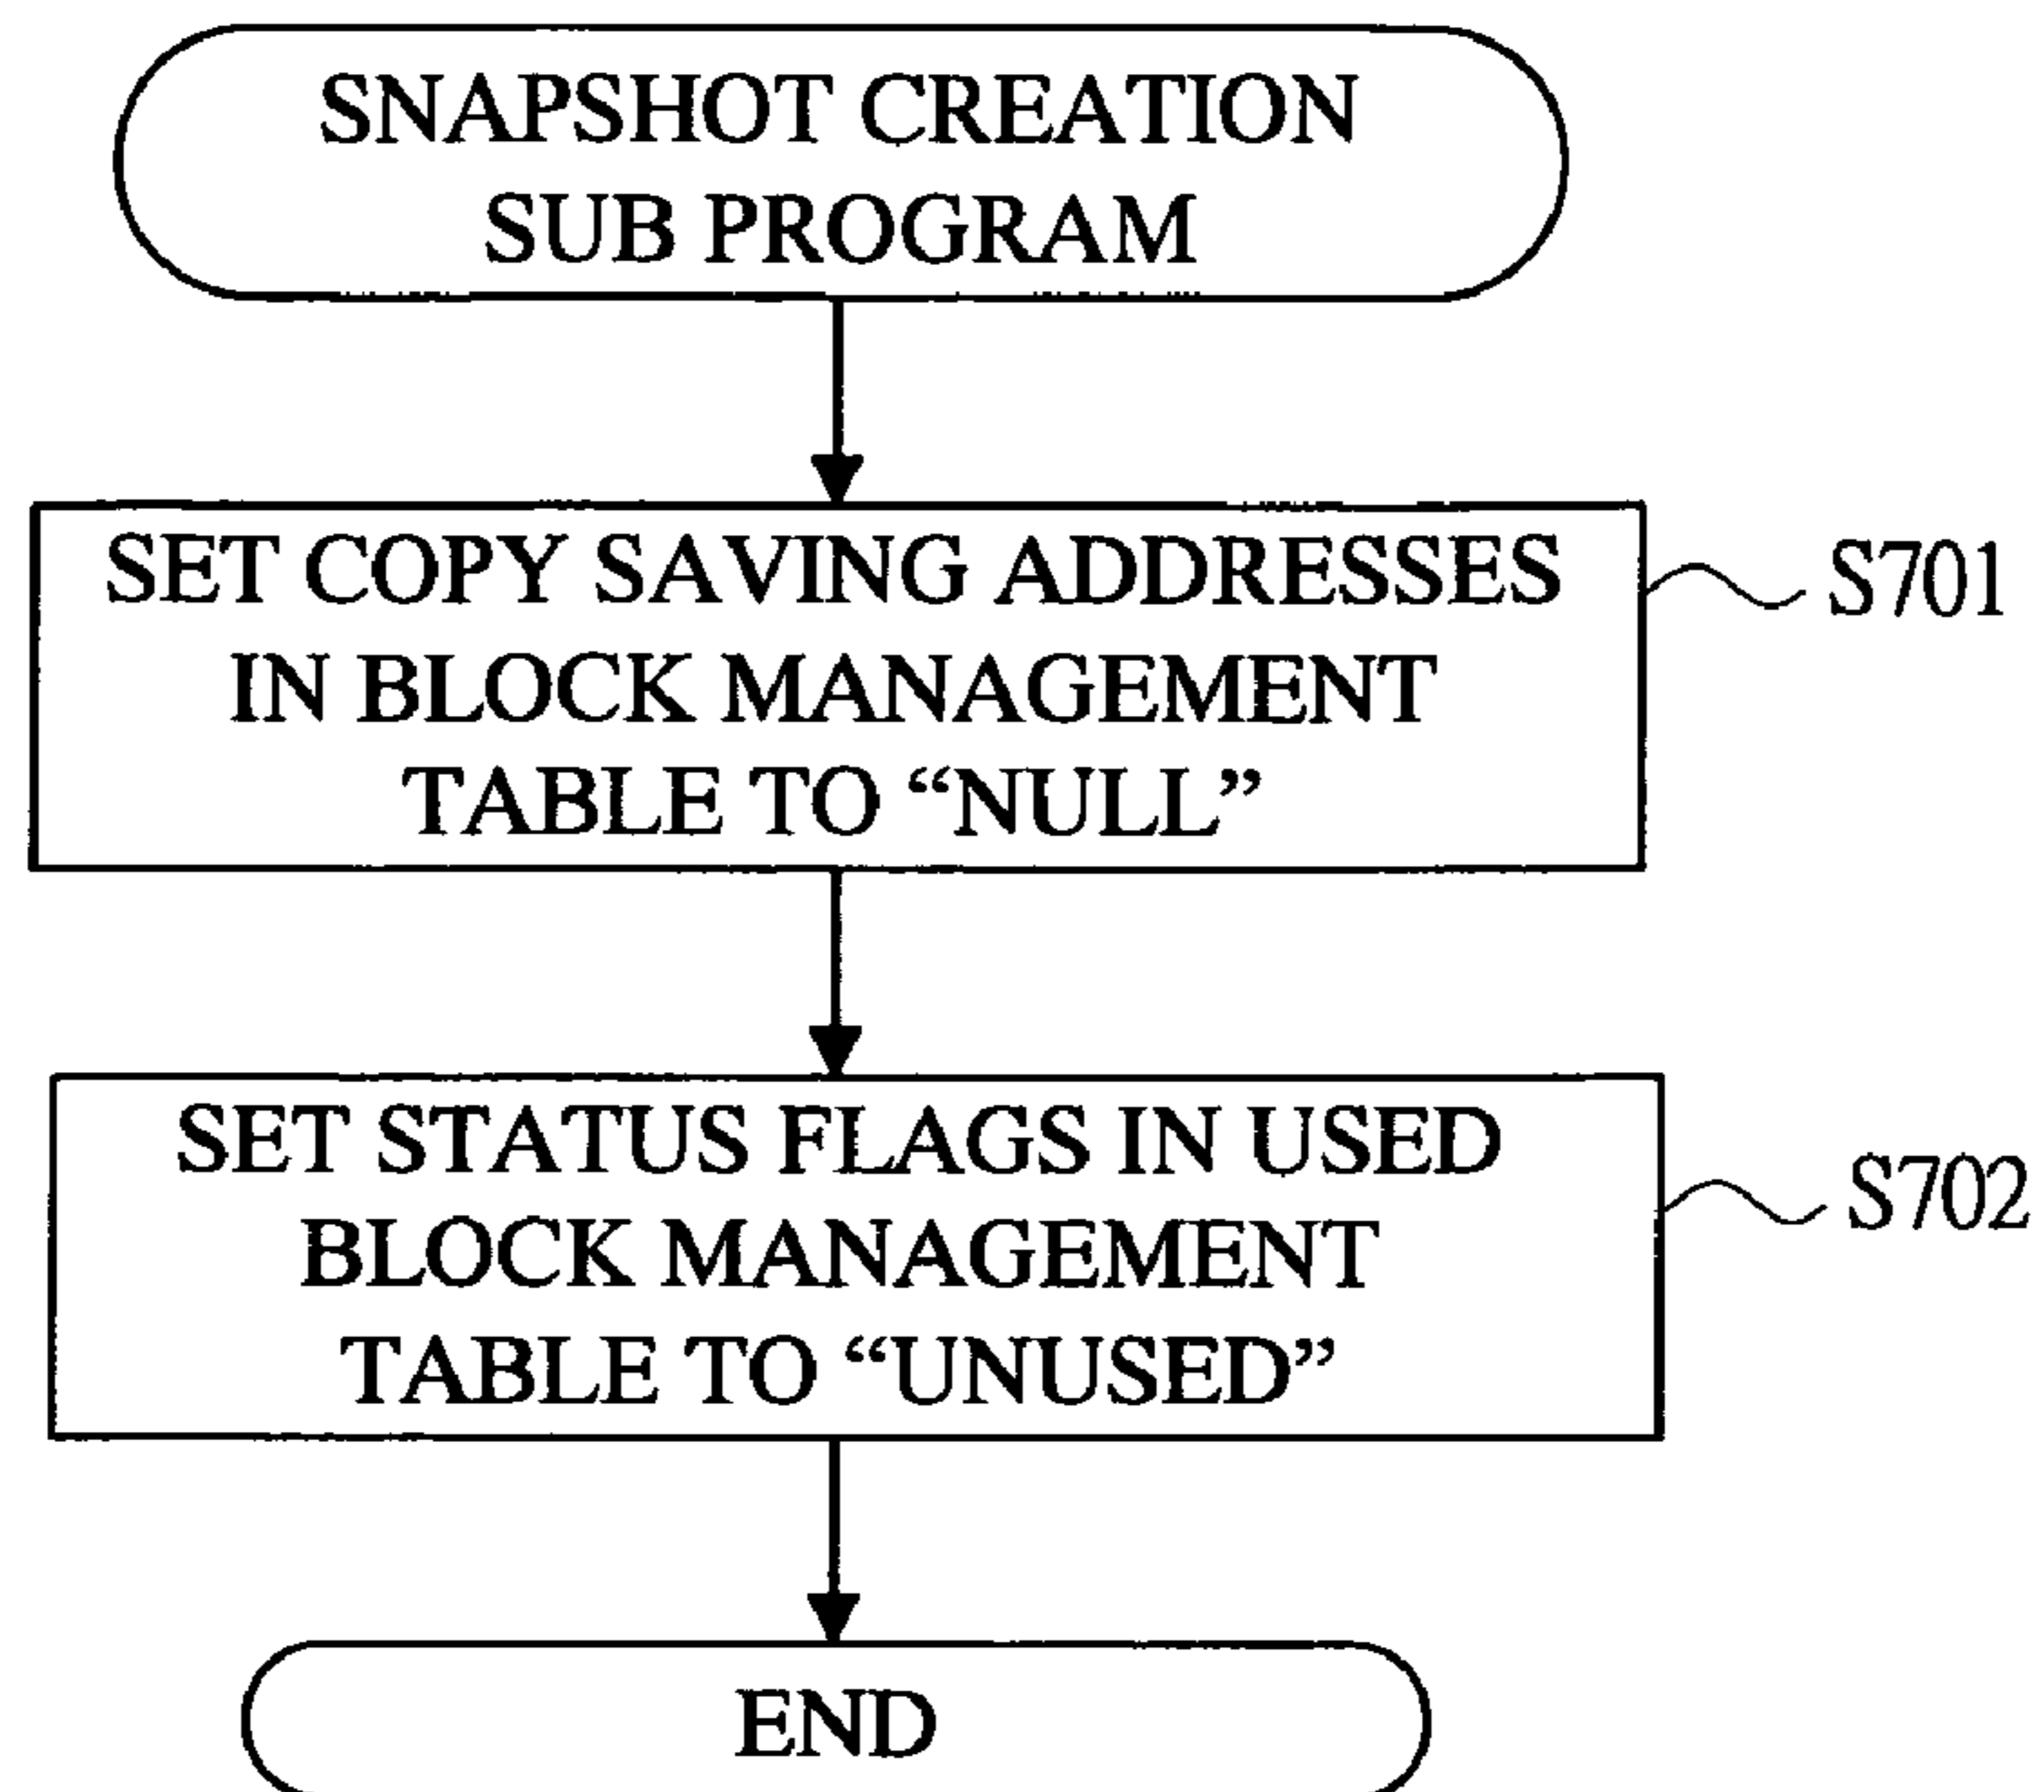 SNAPSHOT CREATION
SUB PROGRAM
SET COPY SAVING ADDRESSES
IN BLOCK MANAGEMENT
TABLE TO “NULL”
S701
SET STATUS FLAGS IN USED
BLOCK MANAGEMENT
TABLE TO “UNUSED”
S702
END